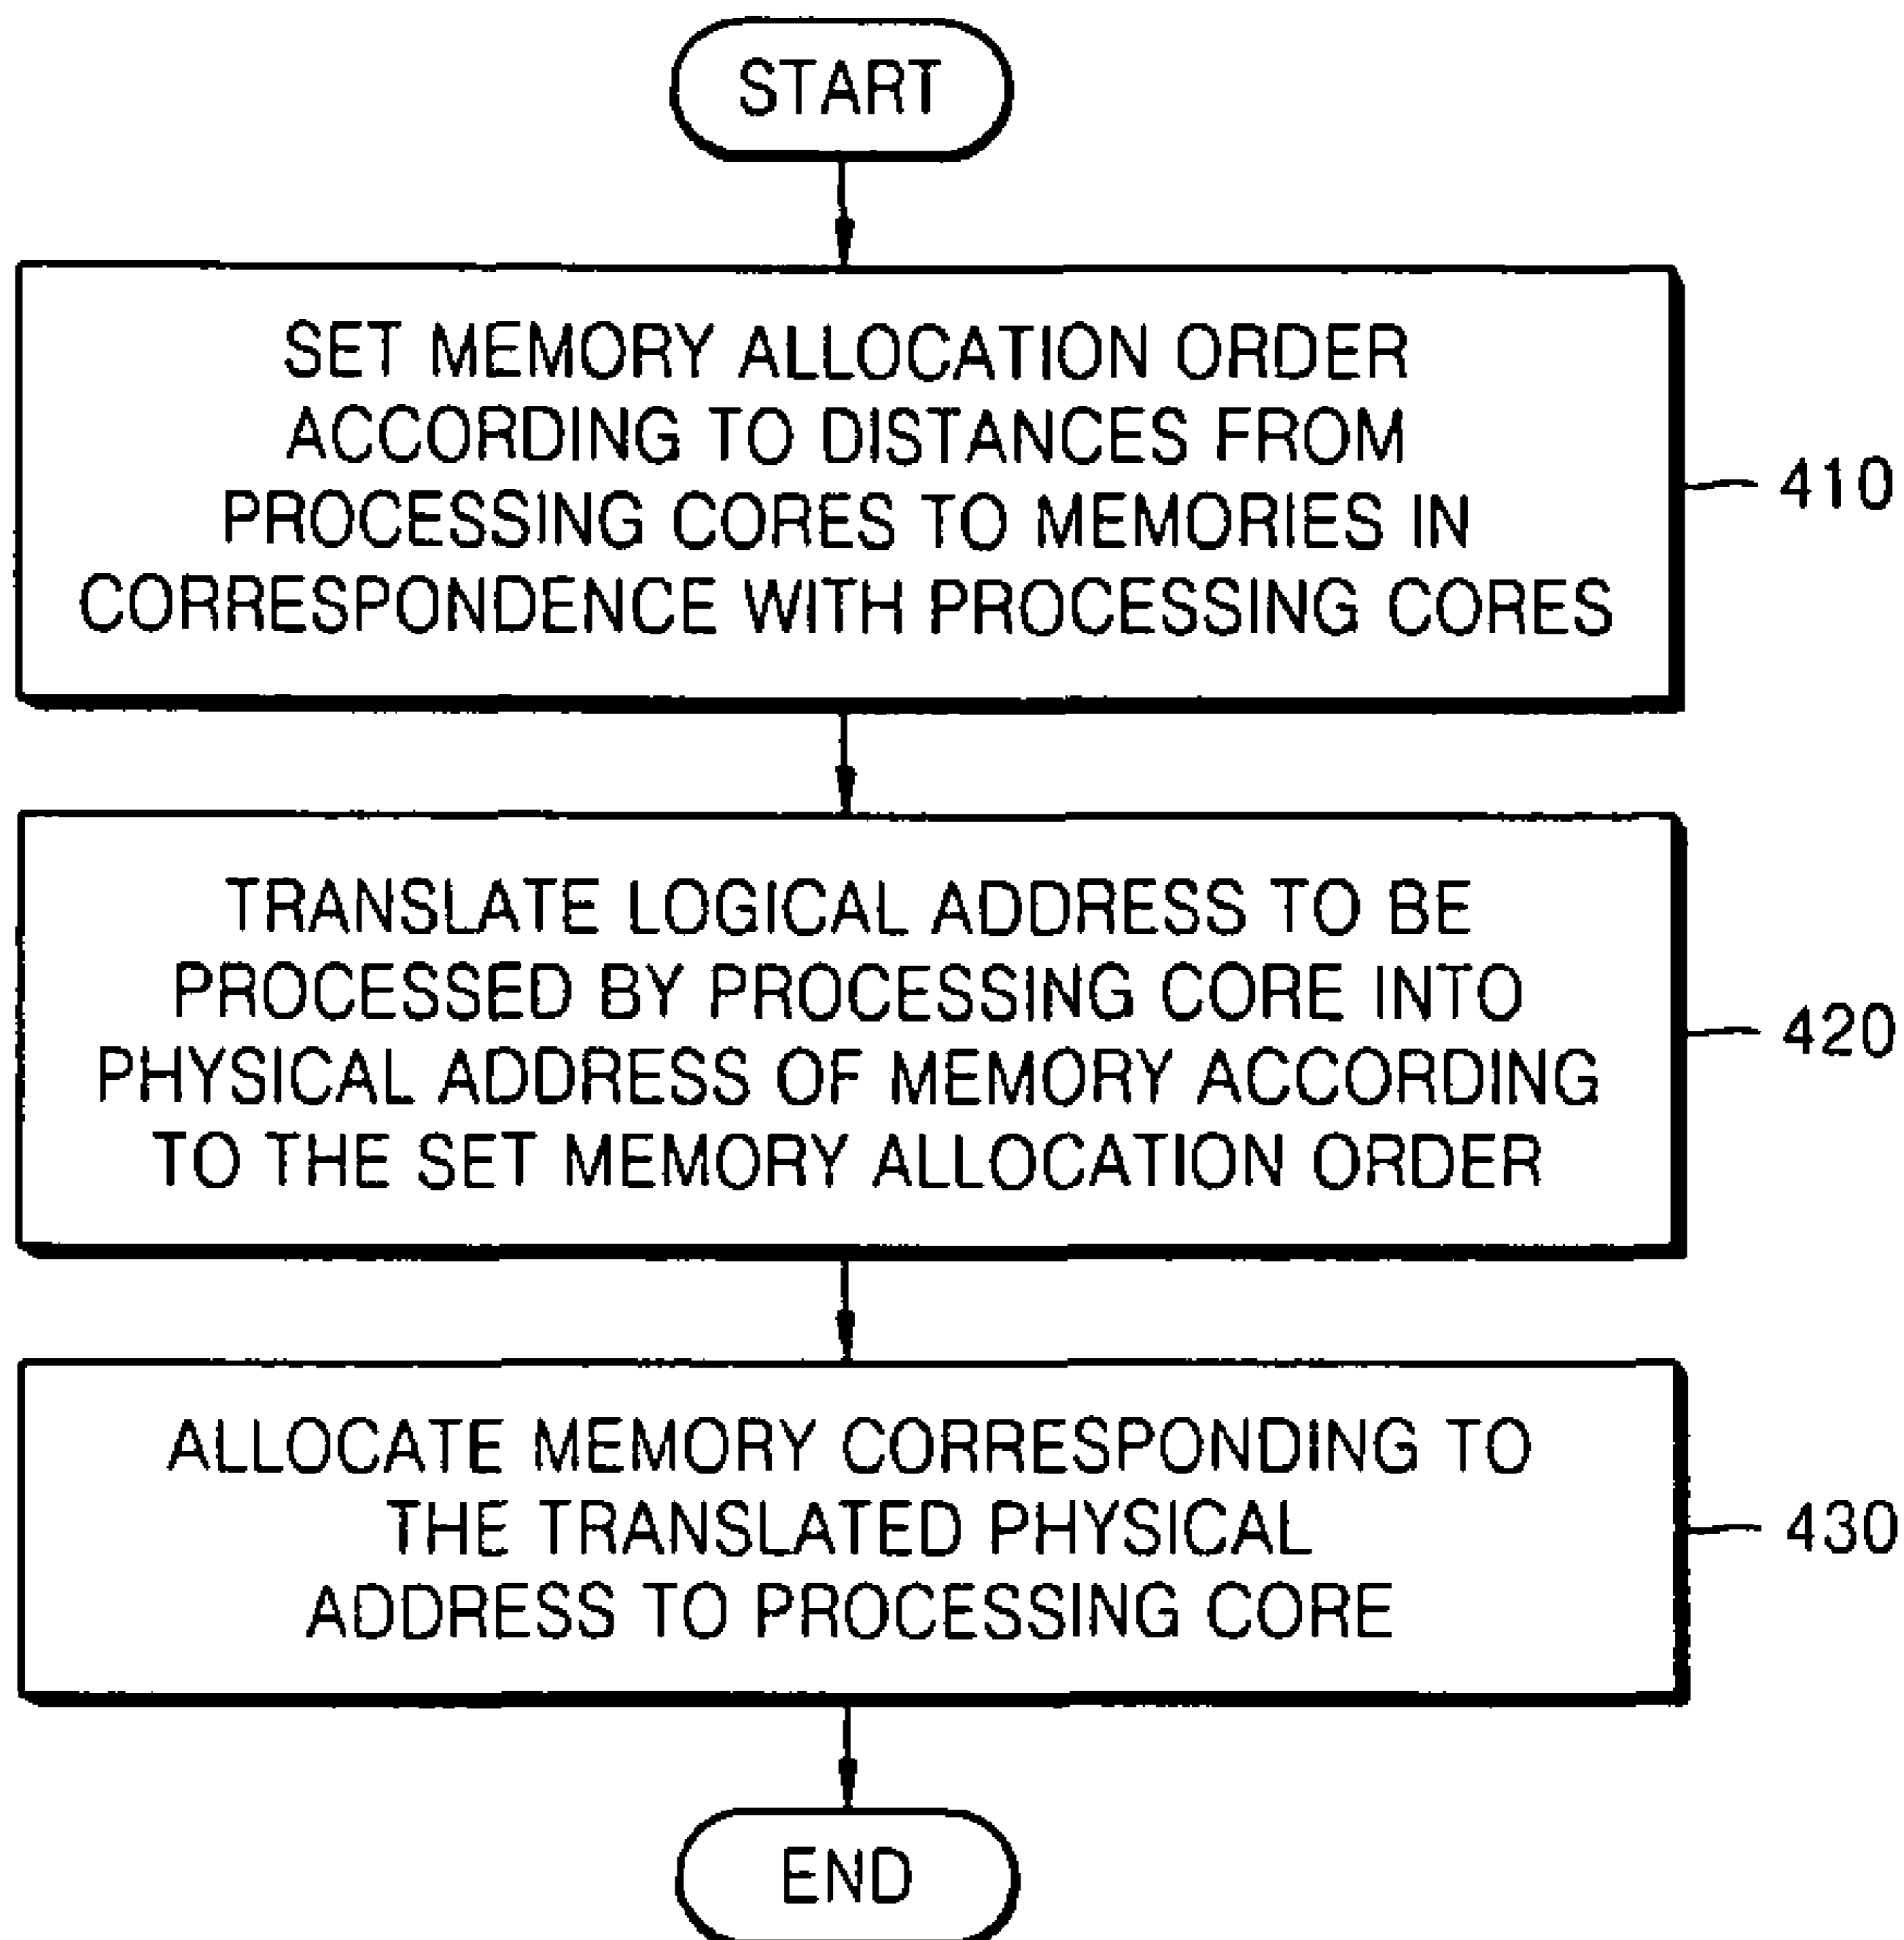 START
SET MEMORY ALLOCATION ORDER
ACCORDING TO DISTANCES FROM
PROCESSING CORES TO MEMORIES IN
CORRESPONDENCE WITH PROCESSING CORES
410
TRANSLATE LOGICAL ADDRESS TO BE
PROCESSED BY PROCESSING CORE INTO
PHYSICAL ADDRESS OF MEMORY ACCORDING
TO THE SET MEMORY ALLOCATION ORDER
420
ALLOCATE MEMORY CORRESPONDING TO
THE TRANSLATED PHYSICAL
ADDRESS TO PROCESSING CORE
430
END